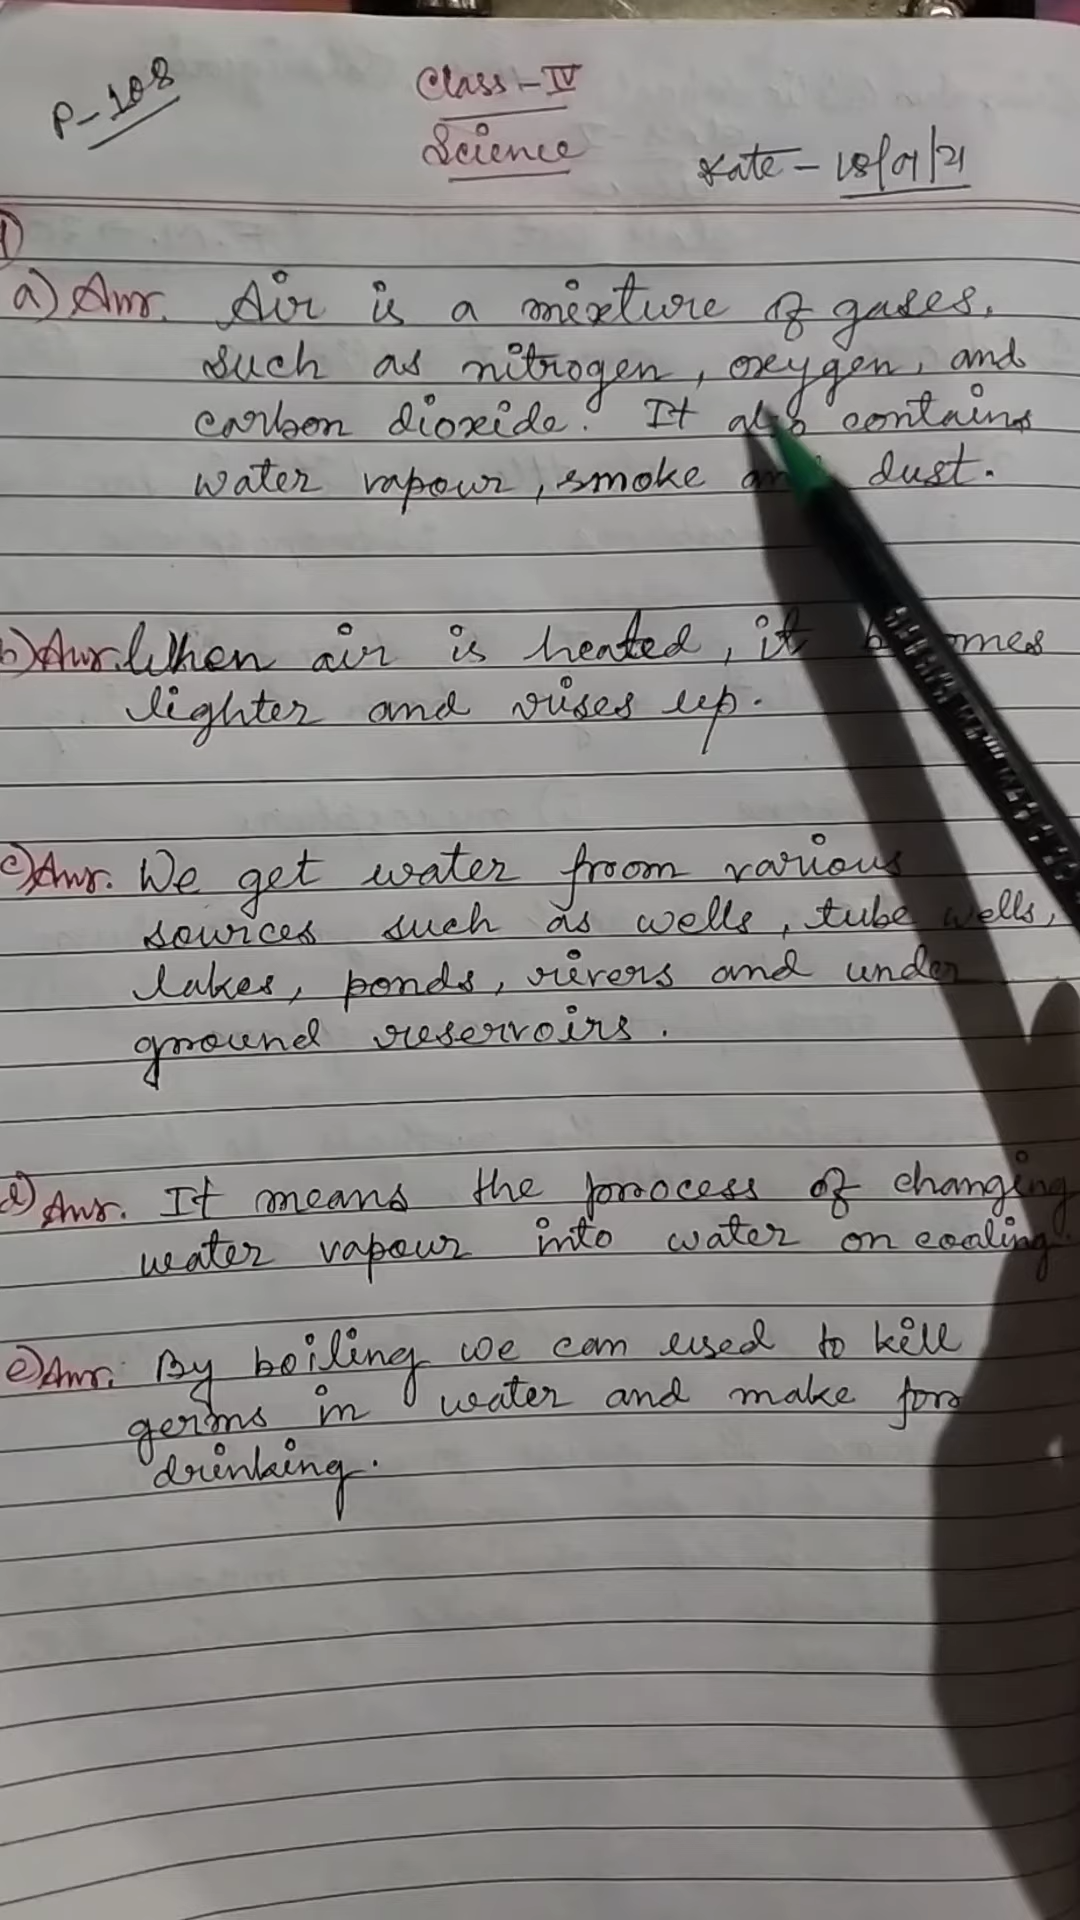 P-108
Class-IV
Science
Date - 18/01/21
1)
a) Ans. Air is a mixture of gases,
such as nitrogen, oxygen, and
carbon dioxide. It also contains
water vapour, smoke and dust.
b) Ans. When air is heated, it becomes
lighter and rises up.
c) Ans. We get water from various
sources such as wells, tube wells,
lakes, ponds, rivers and under
ground reservoirs.
d) Ans. It means the process of changing
water vapour into water on cooling.
e) Ans. By boiling we can used to kill
germs in water and make for
drinking.